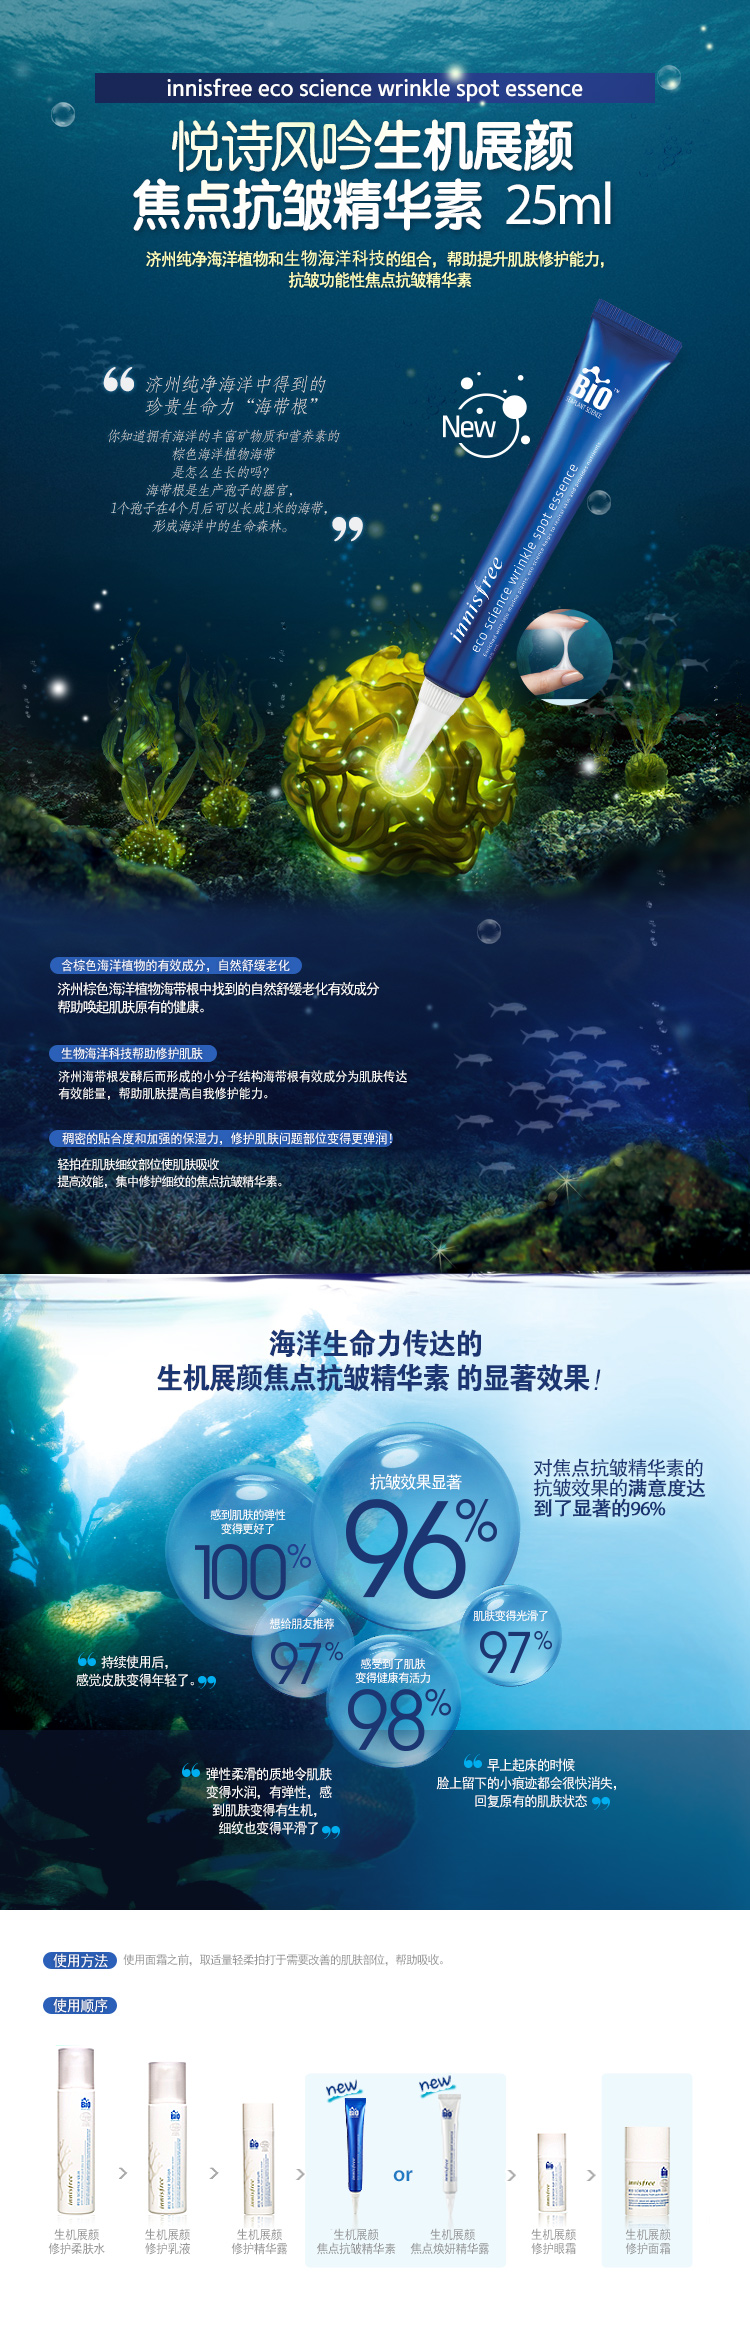 innisfree eco science wrinkle spot essence
悦诗风吟生机展颜
焦点抗皱精华素 25ml
济州纯净海洋植物和生物海洋科技的组合，帮助提升肌肤修护能力，
抗皱功能性焦点抗皱精华素
济州纯净海洋中得到的
珍贵生命力“海带根”
你知道拥有海洋的丰富矿物质和营养素的
棕色海洋植物海带
是怎么生长的吗?
海带根是生产孢子的器官，
1个孢子在4个月后可以长成1米的海带，
形成海洋中的生命森林。
New
BIO
SEAPLANT SCIENCE
innisfree
eco science wrinkle spot essence
含棕色海洋植物的有效成分，自然舒缓老化
济州棕色海洋植物海带根中找到的自然舒缓老化有效成分
帮助唤起肌肤原有的健康。
生物海洋科技帮助修护肌肤
济州海带根发酵后而形成的小分子结构海带根有效成分为肌肤传达
有效能量，帮助肌肤提高自我修护能力。
稠密的贴合度和加强的保湿力，修护肌肤问题部位变得更弹润!
轻拍在肌肤细纹部位使肌肤吸收
提高效能，集中修护细纹的焦点抗皱精华素。
海洋生命力传达的
生机展颜焦点抗皱精华素 的显著效果!
对焦点抗皱精华素的
抗皱效果的满意度达
到了显著的96%
抗皱效果显著
96%
感到肌肤的弹性
变得更好了
100%
想给朋友推荐
97%
肌肤变得光滑了
97%
感受到了肌肤
变得健康有活力
98%
持续使用后，
感觉皮肤变得年轻了。
弹性柔滑的质地令肌肤
变得水润，有弹性，感
到肌肤变得有生机，
细纹也变得平滑了
早上起床的时候
脸上留下的小痕迹都会很快消失，
回复原有的肌肤状态
使用方法 使用面霜之前，取适量轻柔拍打于需要改善的肌肤部位，帮助吸收。
使用顺序
new
new
or
生机展颜
修护柔肤水
生机展颜
修护乳液
生机展颜
修护精华露
生机展颜
焦点抗皱精华素
生机展颜
焦点焕妍精华露
生机展颜
修护眼霜
生机展颜
修护面霜